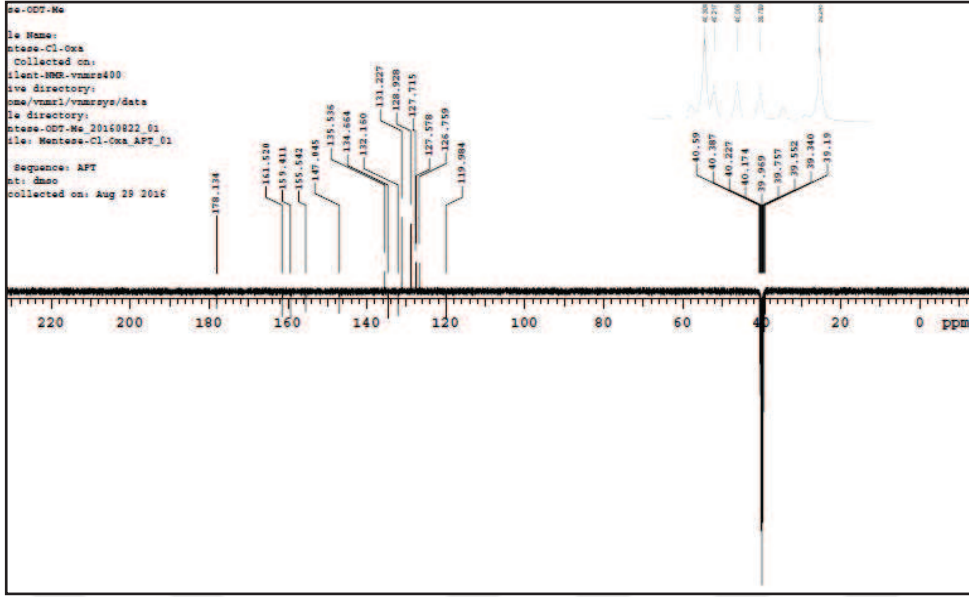 se-ODT-Me
le Name:
ntese-Cl-Oxa
Collected on:
ilent-NMR-vnmrs400
ive directory:
ome/vnmr1/vnmrsys/data
le directory:
ntese-ODT-Me_20160822_01
ile: Mentese-Cl-Oxa_APT_01
Sequence: APT
nt: dmso
collected on: Aug 29 2016
178.134
161.520
159.411
155.542
147.045
135.536
134.664
132.160
131.227
128.928
127.715
127.578
126.759
119.984
40.59
40.387
40.227
40.174
39.969
39.757
39.552
39.340
39.19
220 200 180 160 140 120 100 80 60 40 20 0 ppm